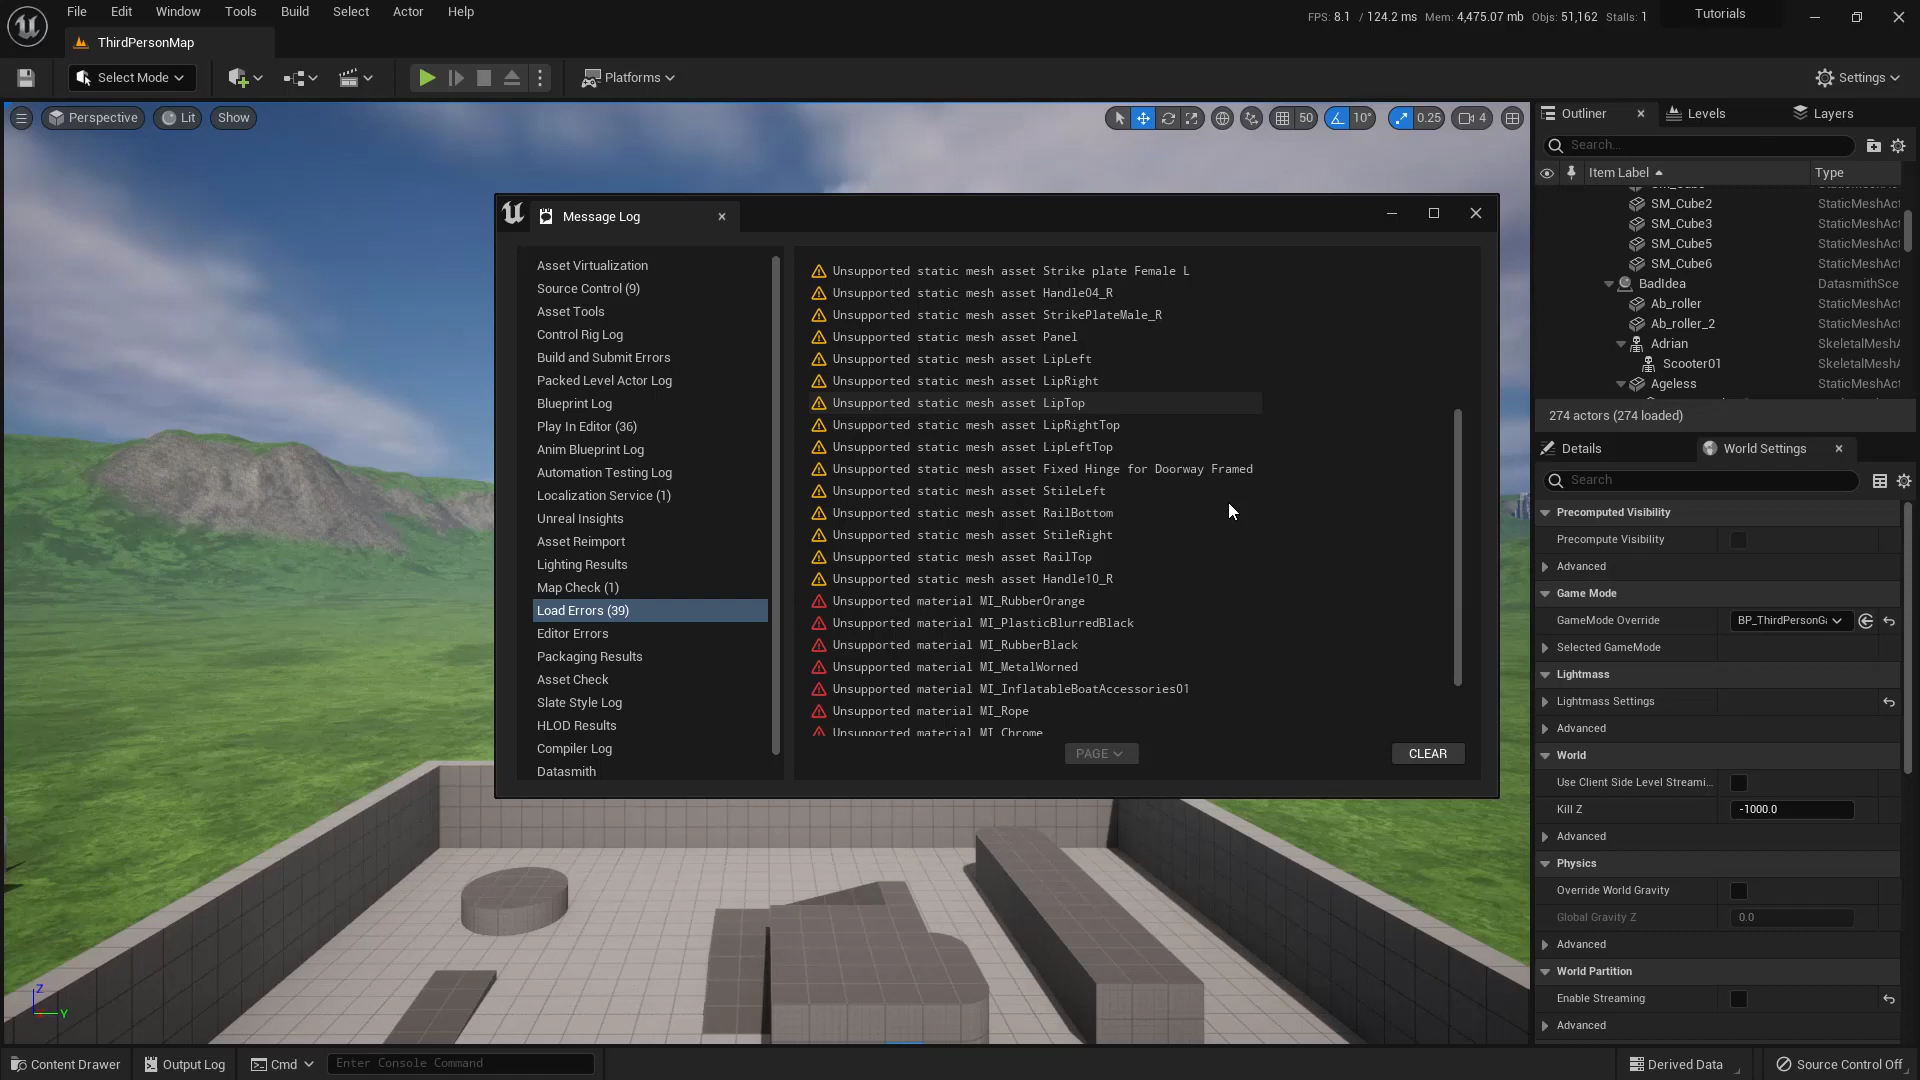 File Edit Window Tools Build Select Actor Help
FPS: 8.1 / 124.2 ms Mem: 4,475.07 mb Objs: 51,162 Stalls: 1
Tutorials
ThirdPersonMap
Select Mode
Platforms
Settings
Perspective
Lit
Show
50
10°
0.25
4
Message Log
Asset Virtualization
Source Control (9)
Asset Tools
Control Rig Log
Build and Submit Errors
Packed Level Actor Log
Blueprint Log
Play In Editor (36)
Anim Blueprint Log
Automation Testing Log
Localization Service (1)
Unreal Insights
Asset Reimport
Lighting Results
Map Check (1)
Load Errors (39)
Editor Errors
Packaging Results
Asset Check
Slate Style Log
HLOD Results
Compiler Log
Datasmith
Unsupported static mesh asset Strike plate Female L
Unsupported static mesh asset Handle04_R
Unsupported static mesh asset StrikePlateMale_R
Unsupported static mesh asset Panel
Unsupported static mesh asset LipLeft
Unsupported static mesh asset LipRight
Unsupported static mesh asset LipTop
Unsupported static mesh asset LipRightTop
Unsupported static mesh asset LipLeftTop
Unsupported static mesh asset Fixed Hinge for Doorway Framed
Unsupported static mesh asset StileLeft
Unsupported static mesh asset RailBottom
Unsupported static mesh asset StileRight
Unsupported static mesh asset RailTop
Unsupported static mesh asset Handle10_R
Unsupported material MI_RubberOrange
Unsupported material MI_PlasticBlurredBlack
Unsupported material MI_RubberBlack
Unsupported material MI_MetalWorned
Unsupported material MI_InflatableBoatAccessories01
Unsupported material MI_Rope
Unsupported material MI_Chrome
PAGE
CLEAR
Outliner
Levels
Layers
Search...
Item Label
Type
SM_Cube2 StaticMeshAct
SM_Cube3 StaticMeshAct
SM_Cube5 StaticMeshAct
SM_Cube6 StaticMeshAct
BadIdea DatasmithSce
Ab_roller StaticMeshAct
Ab_roller_2 StaticMeshAct
Adrian SkeletalMeshA
Scooter01 SkeletalMeshA
Ageless StaticMeshAct
274 actors (274 loaded)
Details
World Settings
Search
Precomputed Visibility
Precompute Visibility
Advanced
Game Mode
GameMode Override BP_ThirdPersonGa
Selected GameMode
Lightmass
Lightmass Settings
Advanced
World
Use Client Side Level Streami...
Kill Z -1000.0
Advanced
Physics
Override World Gravity
Global Gravity Z 0.0
Advanced
World Partition
Enable Streaming
Advanced
Z
Y
Content Drawer
Output Log
Cmd
Enter Console Command
Derived Data
Source Control Off